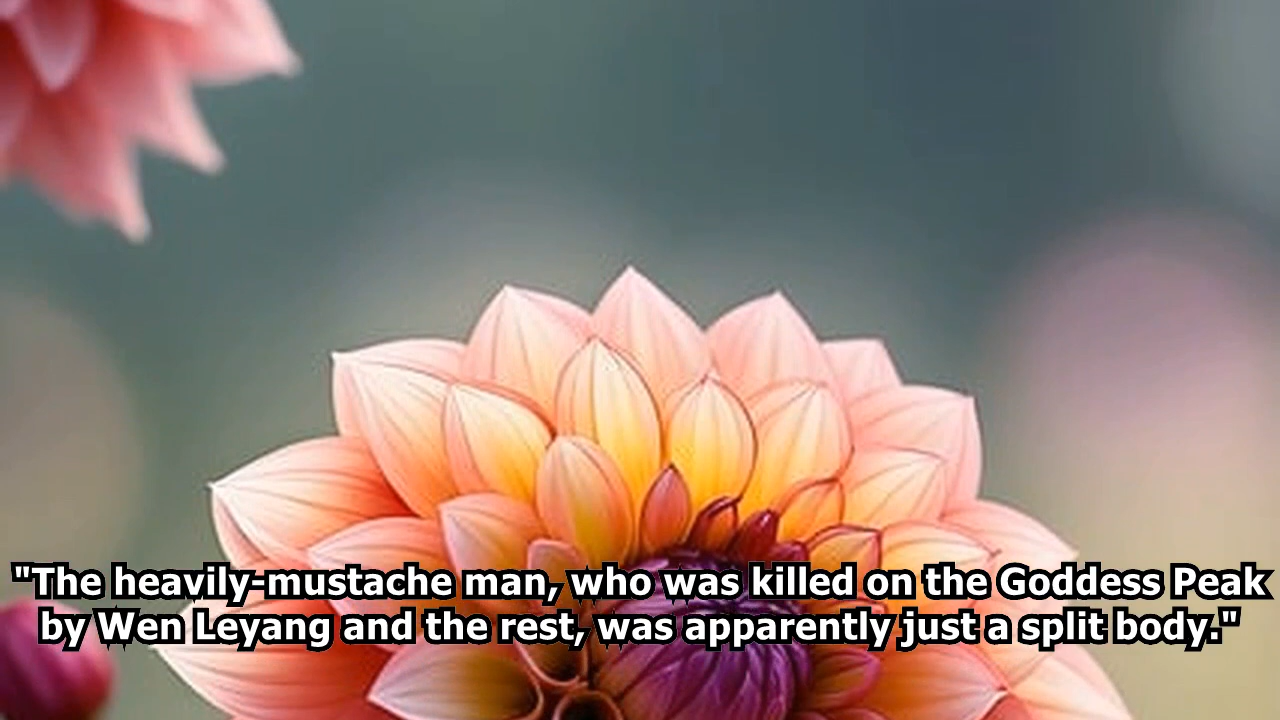 "The heavily-mustache man, who was killed on the Goddess Peak
by Wen Leyang and the rest, was apparently just a split body."